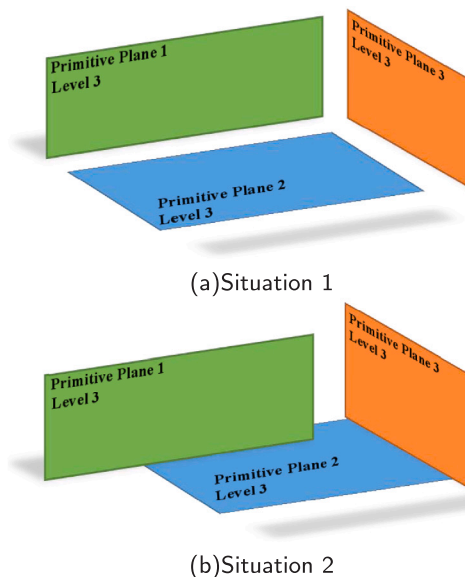 Primitive Plane 1
Level 3
Primitive Plane 3
Level 3
Primitive Plane 2
Level 3
(a)Situation 1
Primitive Plane 1
Level 3
Primitive Plane 3
Level 3
Primitive Plane 2
Level 3
(b)Situation 2